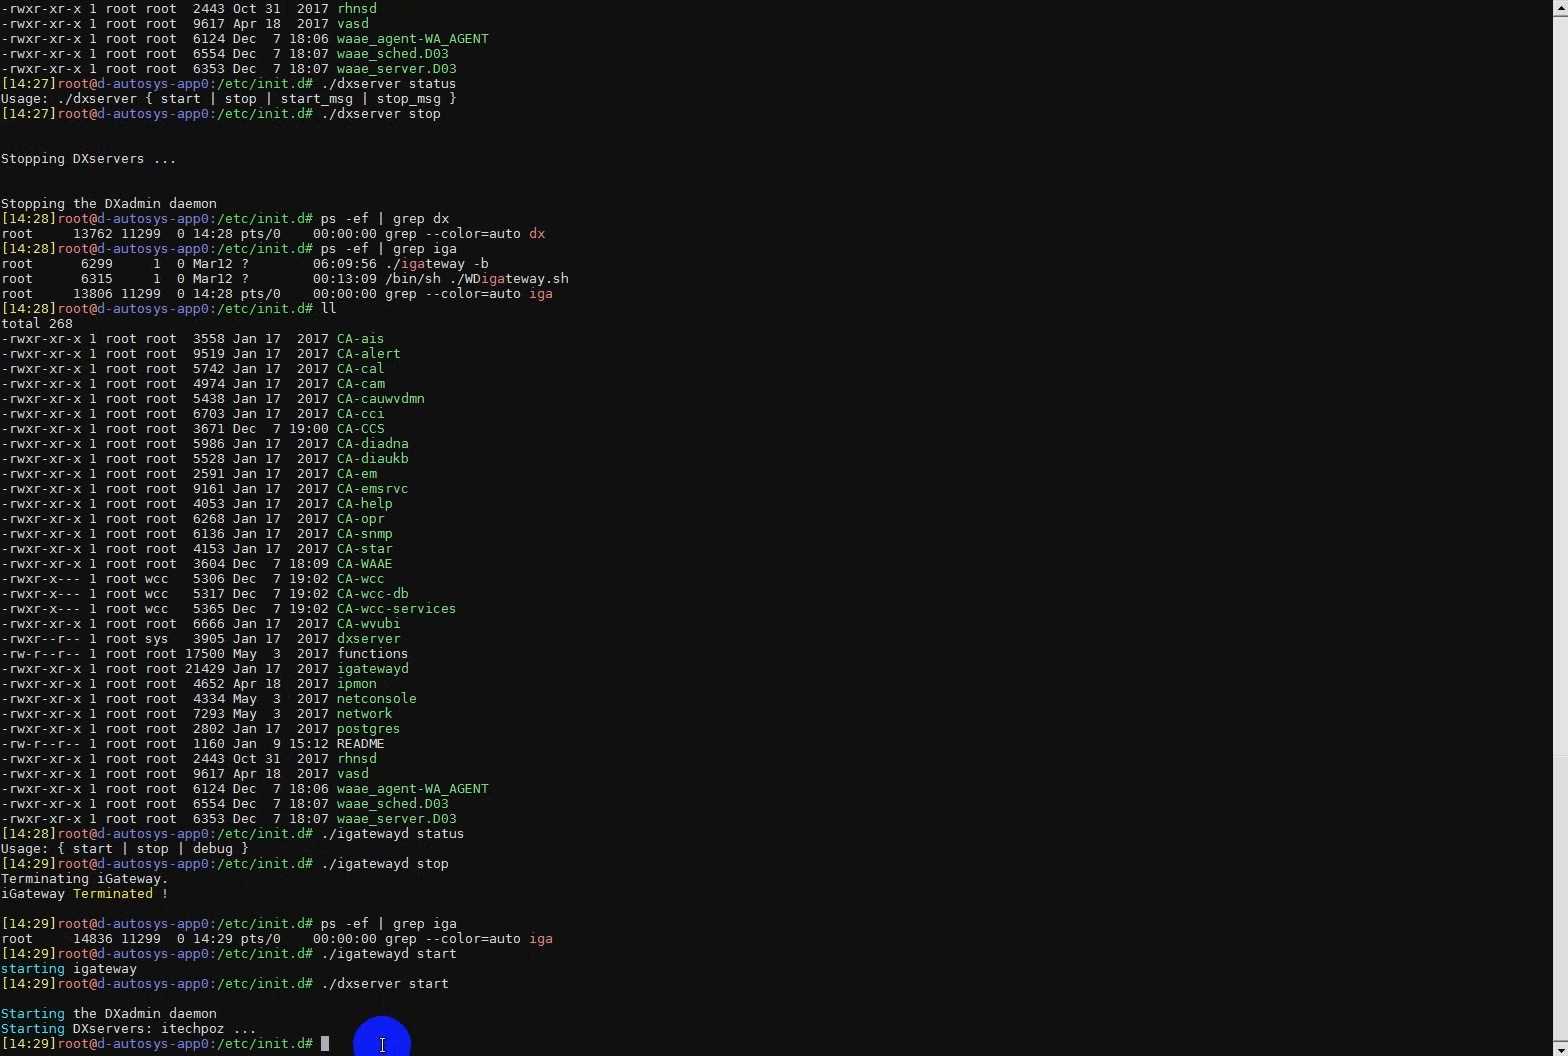 -rwxr-xr-x 1 root root  2443 Oct 31  2017 rhnsd
-rwxr-xr-x 1 root root  9617 Apr 18  2017 vasd
-rwxr-xr-x 1 root root  6124 Dec  7 18:06 waae_agent-WA_AGENT
-rwxr-xr-x 1 root root  6554 Dec  7 18:07 waae_sched.D03
-rwxr-xr-x 1 root root  6353 Dec  7 18:07 waae_server.D03
[14:27]root@d-autosys-app0:/etc/init.d# ./dxserver status
Usage: ./dxserver { start | stop | start_msg | stop_msg }
[14:27]root@d-autosys-app0:/etc/init.d# ./dxserver stop
Stopping DXservers ...
Stopping the DXadmin daemon
[14:28]root@d-autosys-app0:/etc/init.d# ps -ef | grep dx
root     13762 11299  0 14:28 pts/0    00:00:00 grep --color=auto dx
[14:28]root@d-autosys-app0:/etc/init.d# ps -ef | grep iga
root      6299     1  0 Mar12 ?        06:09:56 ./igateway -b
root      6315     1  0 Mar12 ?        00:13:09 /bin/sh ./WDigateway.sh
root     13806 11299  0 14:28 pts/0    00:00:00 grep --color=auto iga
[14:28]root@d-autosys-app0:/etc/init.d# ll
total 268
-rwxr-xr-x 1 root root  3558 Jan 17  2017 CA-ais
-rwxr-xr-x 1 root root  9519 Jan 17  2017 CA-alert
-rwxr-xr-x 1 root root  5742 Jan 17  2017 CA-cal
-rwxr-xr-x 1 root root  4974 Jan 17  2017 CA-cam
-rwxr-xr-x 1 root root  5438 Jan 17  2017 CA-cauwvdmn
-rwxr-xr-x 1 root root  6703 Jan 17  2017 CA-cci
-rwxr-xr-x 1 root root  3671 Dec  7 19:00 CA-CCS
-rwxr-xr-x 1 root root  5986 Jan 17  2017 CA-diadna
-rwxr-xr-x 1 root root  5528 Jan 17  2017 CA-diaukb
-rwxr-xr-x 1 root root  2591 Jan 17  2017 CA-em
-rwxr-xr-x 1 root root  9161 Jan 17  2017 CA-emsrvc
-rwxr-xr-x 1 root root  4053 Jan 17  2017 CA-help
-rwxr-xr-x 1 root root  6268 Jan 17  2017 CA-opr
-rwxr-xr-x 1 root root  6136 Jan 17  2017 CA-snmp
-rwxr-xr-x 1 root root  4153 Jan 17  2017 CA-star
-rwxr-xr-x 1 root root  3604 Dec  7 18:09 CA-WAAE
-rwxr-x--- 1 root wcc   5306 Dec  7 19:02 CA-wcc
-rwxr-x--- 1 root wcc   5317 Dec  7 19:02 CA-wcc-db
-rwxr-x--- 1 root wcc   5365 Dec  7 19:02 CA-wcc-services
-rwxr-xr-x 1 root root  6666 Jan 17  2017 CA-wvubi
-rwxr--r-- 1 root sys   3905 Jan 17  2017 dxserver
-rw-r--r-- 1 root root 17500 May  3  2017 functions
-rwxr-xr-x 1 root root 21429 Jan 17  2017 igatewayd
-rwxr-xr-x 1 root root  4652 Apr 18  2017 ipmon
-rwxr-xr-x 1 root root  4334 May  3  2017 netconsole
-rwxr-xr-x 1 root root  7293 May  3  2017 network
-rwxr-xr-x 1 root root  2802 Jan 17  2017 postgres
-rw-r--r-- 1 root root  1160 Jan  9 15:12 README
-rwxr-xr-x 1 root root  2443 Oct 31  2017 rhnsd
-rwxr-xr-x 1 root root  9617 Apr 18  2017 vasd
-rwxr-xr-x 1 root root  6124 Dec  7 18:06 waae_agent-WA_AGENT
-rwxr-xr-x 1 root root  6554 Dec  7 18:07 waae_sched.D03
-rwxr-xr-x 1 root root  6353 Dec  7 18:07 waae_server.D03
[14:28]root@d-autosys-app0:/etc/init.d# ./igatewayd status
Usage: { start | stop | debug }
[14:29]root@d-autosys-app0:/etc/init.d# ./igatewayd stop
Terminating iGateway.
iGateway Terminated !
[14:29]root@d-autosys-app0:/etc/init.d# ps -ef | grep iga
root     14836 11299  0 14:29 pts/0    00:00:00 grep --color=auto iga
[14:29]root@d-autosys-app0:/etc/init.d# ./igatewayd start
starting igateway
[14:29]root@d-autosys-app0:/etc/init.d# ./dxserver start
Starting the DXadmin daemon
Starting DXservers: itechpoz ...
[14:29]root@d-autosys-app0:/etc/init.d#